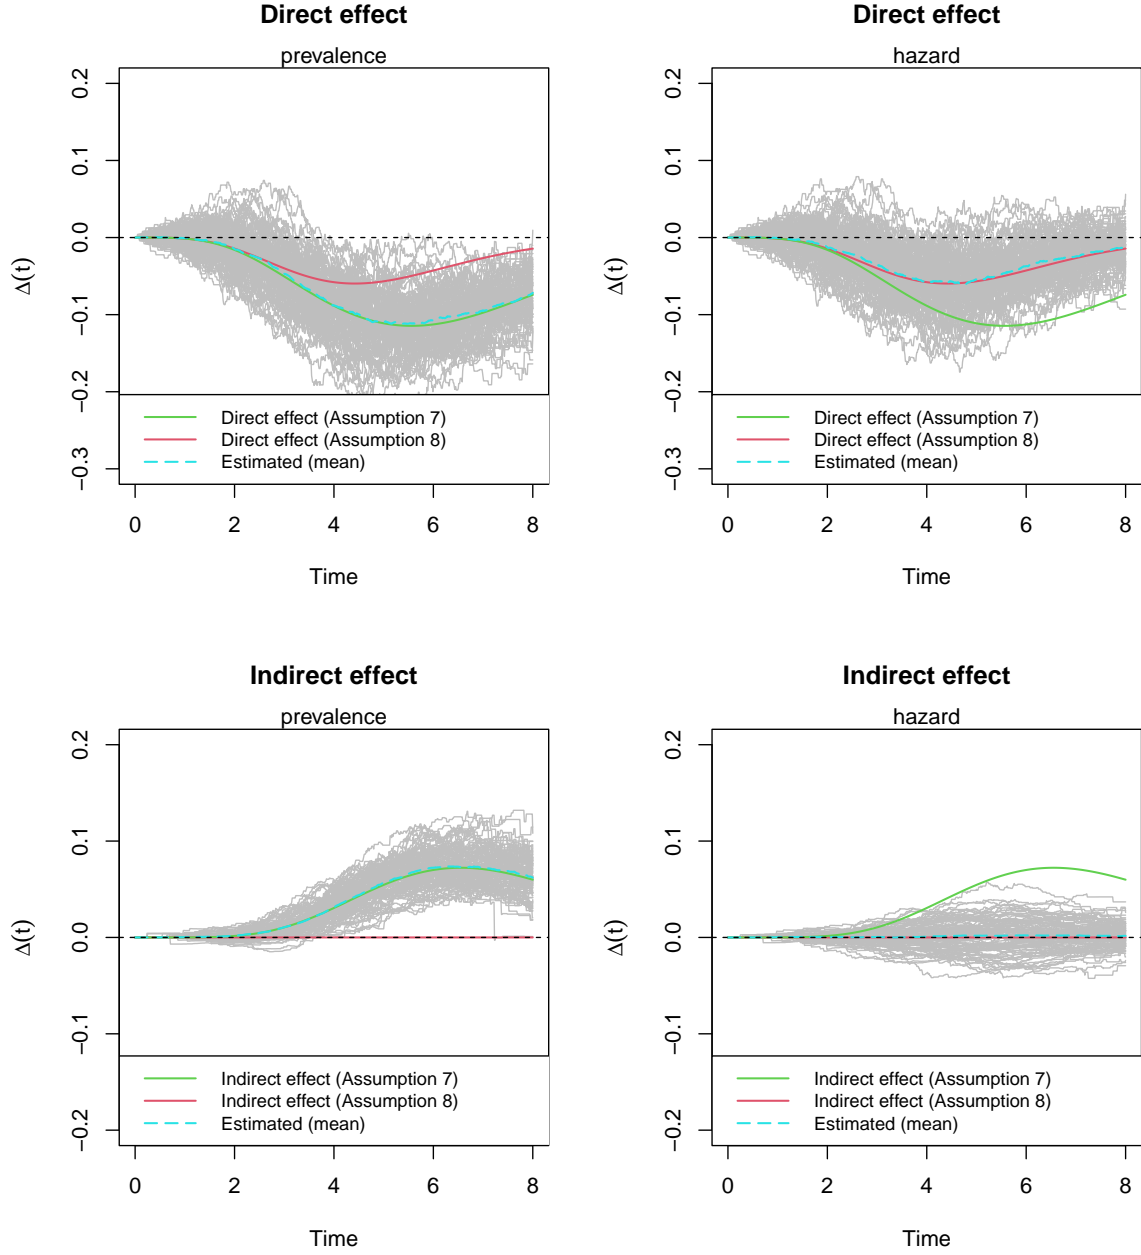 Direct effect
prevalence
0.2
0.1
0.0
−0.1
−0.2
−0.3
Δ(t)
Direct effect (Assumption 7)
Direct effect (Assumption 8)
Estimated (mean)
0 2 4 6 8
Time
Direct effect
hazard
0.2
0.1
0.0
−0.1
−0.2
−0.3
Δ(t)
Direct effect (Assumption 7)
Direct effect (Assumption 8)
Estimated (mean)
0 2 4 6 8
Time
Indirect effect
prevalence
0.2
0.1
0.0
−0.1
−0.2
Δ(t)
Indirect effect (Assumption 7)
Indirect effect (Assumption 8)
Estimated (mean)
0 2 4 6 8
Time
Indirect effect
hazard
0.2
0.1
0.0
−0.1
−0.2
Δ(t)
Indirect effect (Assumption 7)
Indirect effect (Assumption 8)
Estimated (mean)
0 2 4 6 8
Time